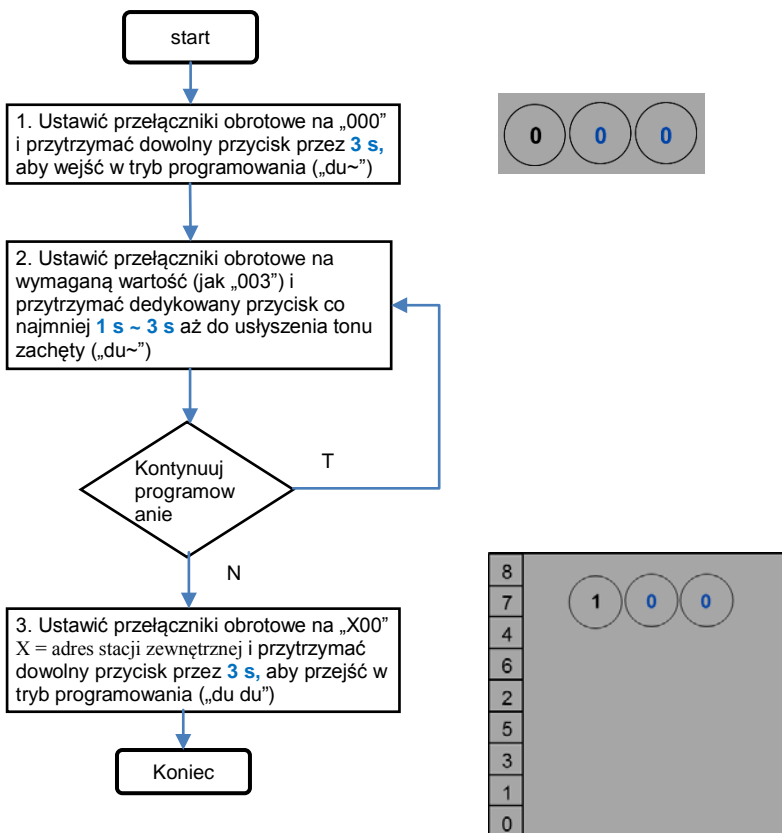 start
1. Ustawić przełączniki obrotowe na „000”
i przytrzymać dowolny przycisk przez 3 s,
aby wejść w tryb programowania („du~”)
0 0 0
2. Ustawić przełączniki obrotowe na
wymaganą wartość (jak „003”) i
przytrzymać dedykowany przycisk co
najmniej 1 s ~ 3 s aż do usłyszenia tonu
zachęty („du~”)
Kontynuuj
programow
anie
T
N
3. Ustawić przełączniki obrotowe na „X00”
X = adres stacji zewnętrznej i przytrzymać
dowolny przycisk przez 3 s, aby przejść w
tryb programowania („du du”)
Koniec
8
7
4
6
2
5
3
1
0
1 0 0